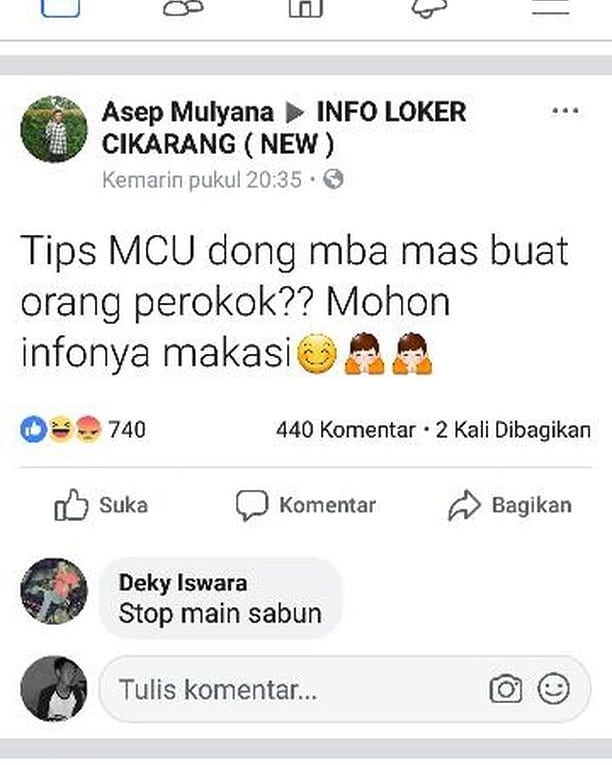 Asep Mulyana ▶ INFO LOKER
CIKARANG ( NEW )
Kemarin pukul 20:35 ·
Tips MCU dong mba mas buat
orang perokok?? Mohon
infonya makasi😊🙏🙏
740
440 Komentar · 2 Kali Dibagikan
Suka
Komentar
Bagikan
Deky Iswara
Stop main sabun
Tulis komentar...